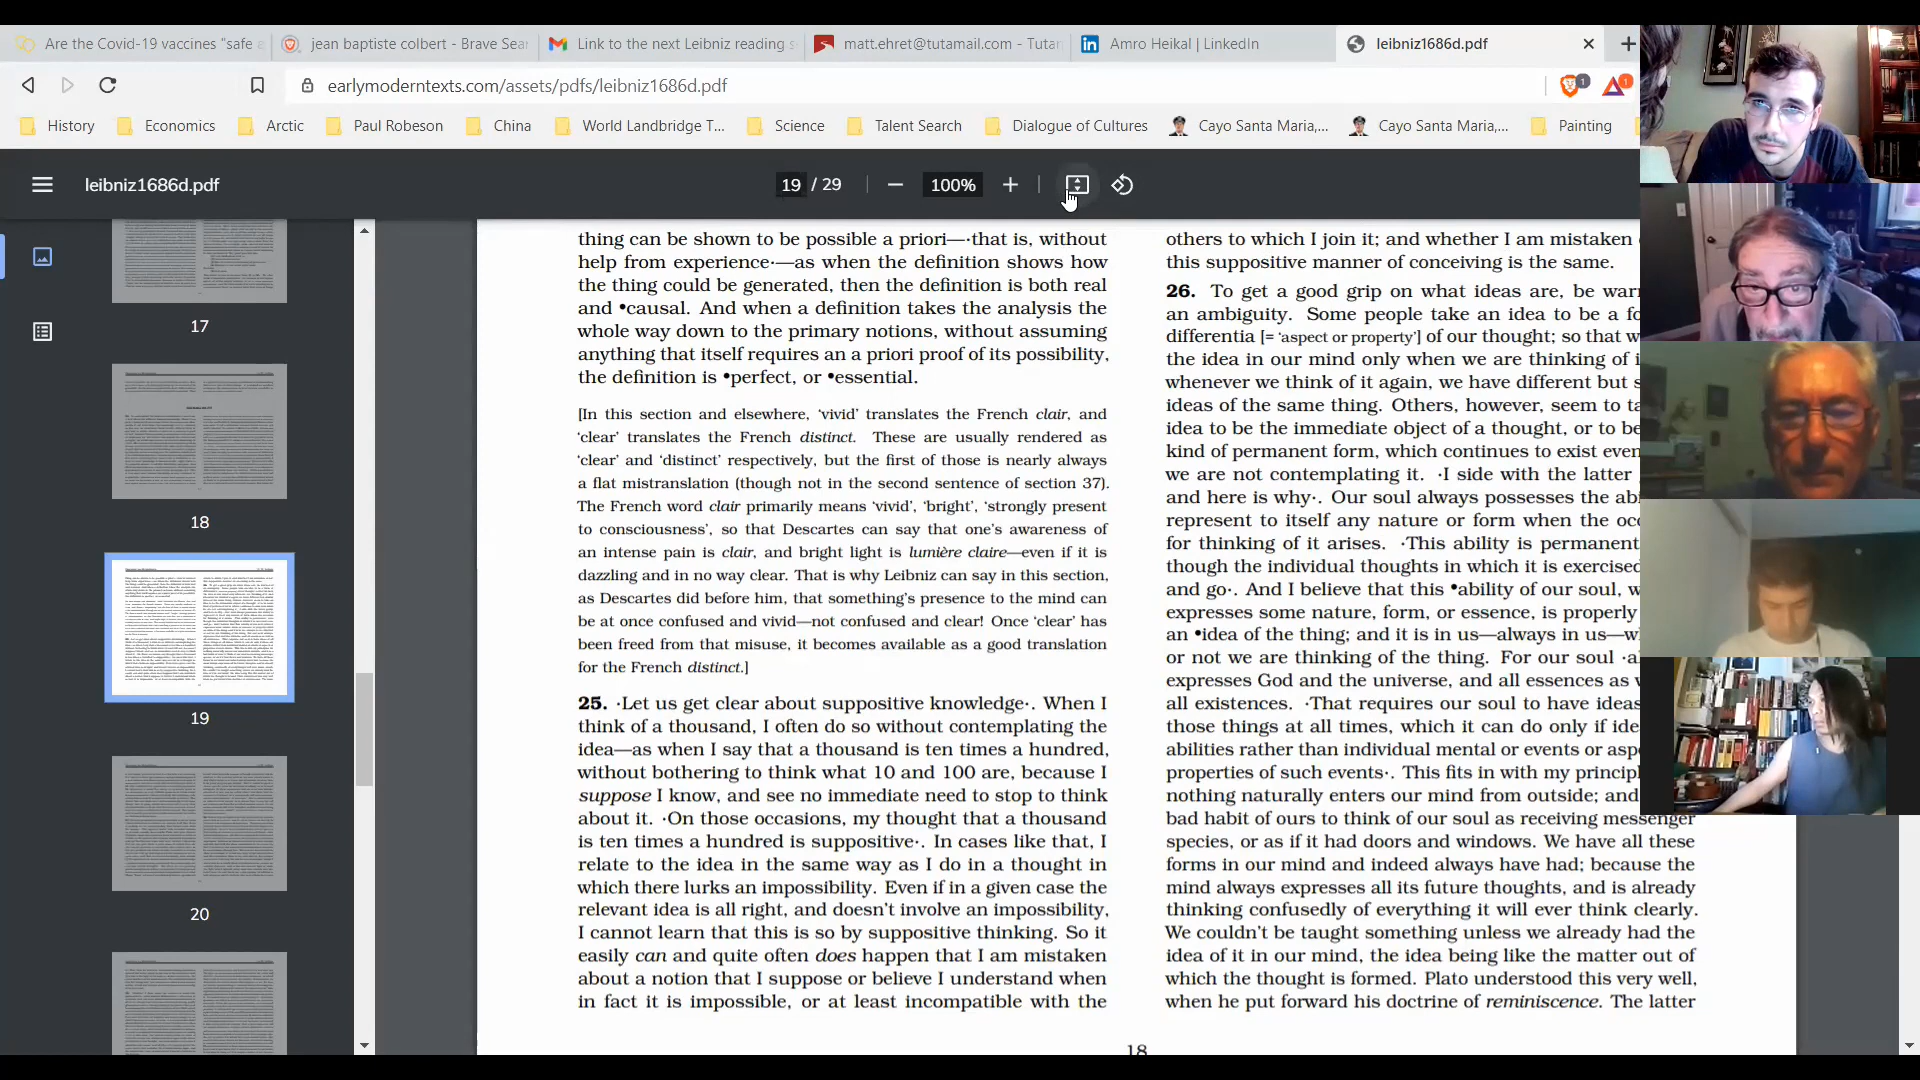 Are the Covid-19 vaccines "safe a
jean baptiste colbert - Brave Sear
Link to the next Leibniz reading s
matt.ehret@tutamail.com - Tutan
Amro Heikal | LinkedIn
leibniz1686d.pdf
earlymoderntexts.com/assets/pdfs/leibniz1686d.pdf
1
1
History
Economics
Arctic
Paul Robeson
China
World Landbridge T...
Science
Talent Search
Dialogue of Cultures
Cayo Santa Maria,...
Cayo Santa Maria,...
Painting
leibniz1686d.pdf
19 / 29
100%
17
18
19
20
thing can be shown to be possible a priori—·that is, without
help from experience·—as when the definition shows how
the thing could be generated, then the definition is both real
and •causal. And when a definition takes the analysis the
whole way down to the primary notions, without assuming
anything that itself requires an a priori proof of its possibility,
the definition is •perfect, or •essential.
[In this section and elsewhere, ‘vivid’ translates the French clair, and
‘clear’ translates the French distinct. These are usually rendered as
‘clear’ and ‘distinct’ respectively, but the first of those is nearly always
a flat mistranslation (though not in the second sentence of section 37).
The French word clair primarily means ‘vivid’, ‘bright’, ‘strongly present
to consciousness’, so that Descartes can say that one’s awareness of
an intense pain is clair, and bright light is lumière claire—even if it is
dazzling and in no way clear. That is why Leibniz can say in this section,
as Descartes did before him, that something’s presence to the mind can
be at once confused and vivid—not confused and clear! Once ‘clear’ has
been freed from that misuse, it becomes available as a good translation
for the French distinct.]
25. ·Let us get clear about suppositive knowledge·. When I
think of a thousand, I often do so without contemplating the
idea—as when I say that a thousand is ten times a hundred,
without bothering to think what 10 and 100 are, because I
suppose I know, and see no immediate need to stop to think
about it. ·On those occasions, my thought that a thousand
is ten times a hundred is suppositive·. In cases like that, I
relate to the idea in the same way as I do in a thought in
which there lurks an impossibility. Even if in a given case the
relevant idea is all right, and doesn’t involve an impossibility,
I cannot learn that this is so by suppositive thinking. So it
easily can and quite often does happen that I am mistaken
about a notion that I suppose or believe I understand when
in fact it is impossible, or at least incompatible with the
others to which I join it; and whether I am mistaken
this suppositive manner of conceiving is the same.
26. To get a good grip on what ideas are, be war
an ambiguity. Some people take an idea to be a fo
differentia [= ‘aspect or property’] of our thought; so that w
the idea in our mind only when we are thinking of i
whenever we think of it again, we have different but s
ideas of the same thing. Others, however, seem to ta
idea to be the immediate object of a thought, or to be
kind of permanent form, which continues to exist even
we are not contemplating it. ·I side with the latter
and here is why·. Our soul always possesses the abi
represent to itself any nature or form when the occ
for thinking of it arises. ·This ability is permanent
though the individual thoughts in which it is exercised
and go·. And I believe that this •ability of our soul, w
expresses some nature, form, or essence, is properly
an •idea of the thing; and it is in us—always in us—w
or not we are thinking of the thing. For our soul ·al
expresses God and the universe, and all essences as w
all existences. ·That requires our soul to have ideas
those things at all times, which it can do only if ide
abilities rather than individual mental or events or asp
properties of such events·. This fits in with my principl
nothing naturally enters our mind from outside; and
bad habit of ours to think of our soul as receiving messenger
species, or as if it had doors and windows. We have all these
forms in our mind and indeed always have had; because the
mind always expresses all its future thoughts, and is already
thinking confusedly of everything it will ever think clearly.
We couldn’t be taught something unless we already had the
idea of it in our mind, the idea being like the matter out of
which the thought is formed. Plato understood this very well,
when he put forward his doctrine of reminiscence. The latter
18